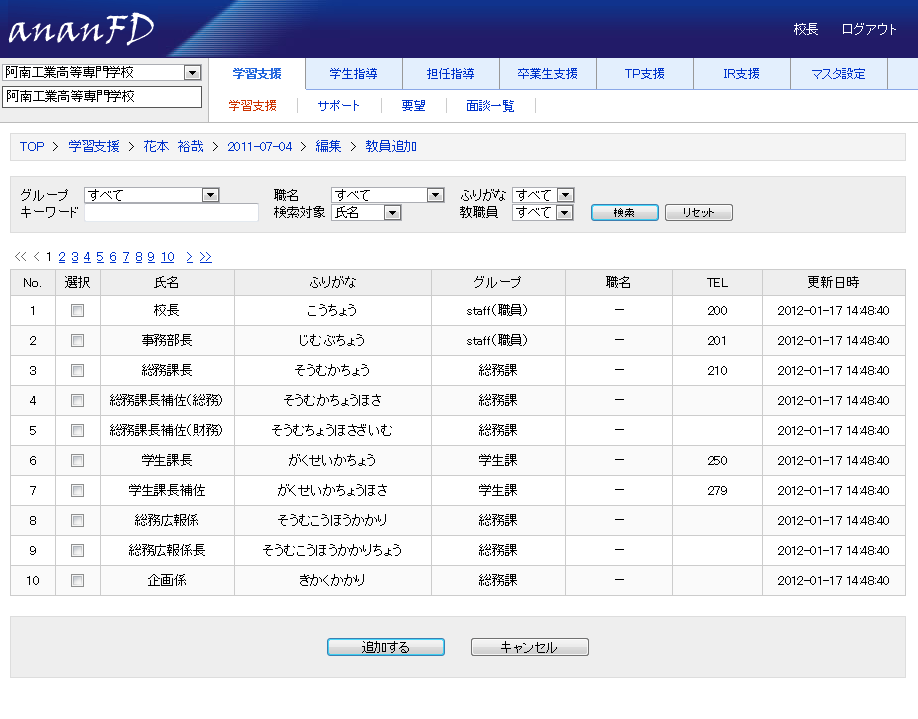 ananFD
校長 ログアウト
阿南工業高等専門学校
阿南工業高等専門学校
学習支援 学生指導 担任指導 卒業生支援 TP支援 IR支援 マスタ設定
学習支援 サポート 要望 面談一覧
TOP > 学習支援 > 花本 裕哉 > 2011-07-04 > 編集 > 教員追加
グループ すべて 職名 すべて ふりがな すべて
キーワード 検索対象 氏名 教職員 すべて 検索 リセット
<< < 1 2 3 4 5 6 7 8 9 10 > >>
No. 選択 氏名 ふりがな グループ 職名 TEL 更新日時
1 校長 こうちょう staff(職員) ー 200 2012-01-17 14:48:40
2 事務部長 じむぶちょう staff(職員) ー 201 2012-01-17 14:48:40
3 総務課長 そうむかちょう 総務課 ー 210 2012-01-17 14:48:40
4 総務課長補佐(総務) そうむかちょうほさ 総務課 ー 2012-01-17 14:48:40
5 総務課長補佐(財務) そうむちょうほさざいむ 総務課 ー 2012-01-17 14:48:40
6 学生課長 がくせいかちょう 学生課 ー 250 2012-01-17 14:48:40
7 学生課長補佐 がくせいかちょうほさ 学生課 ー 279 2012-01-17 14:48:40
8 総務広報係 そうむこうほうかかり 総務課 ー 2012-01-17 14:48:40
9 総務広報係長 そうむこうほうかかりちょう 総務課 ー 2012-01-17 14:48:40
10 企画係 きかくかかり 総務課 ー 2012-01-17 14:48:40
追加する キャンセル